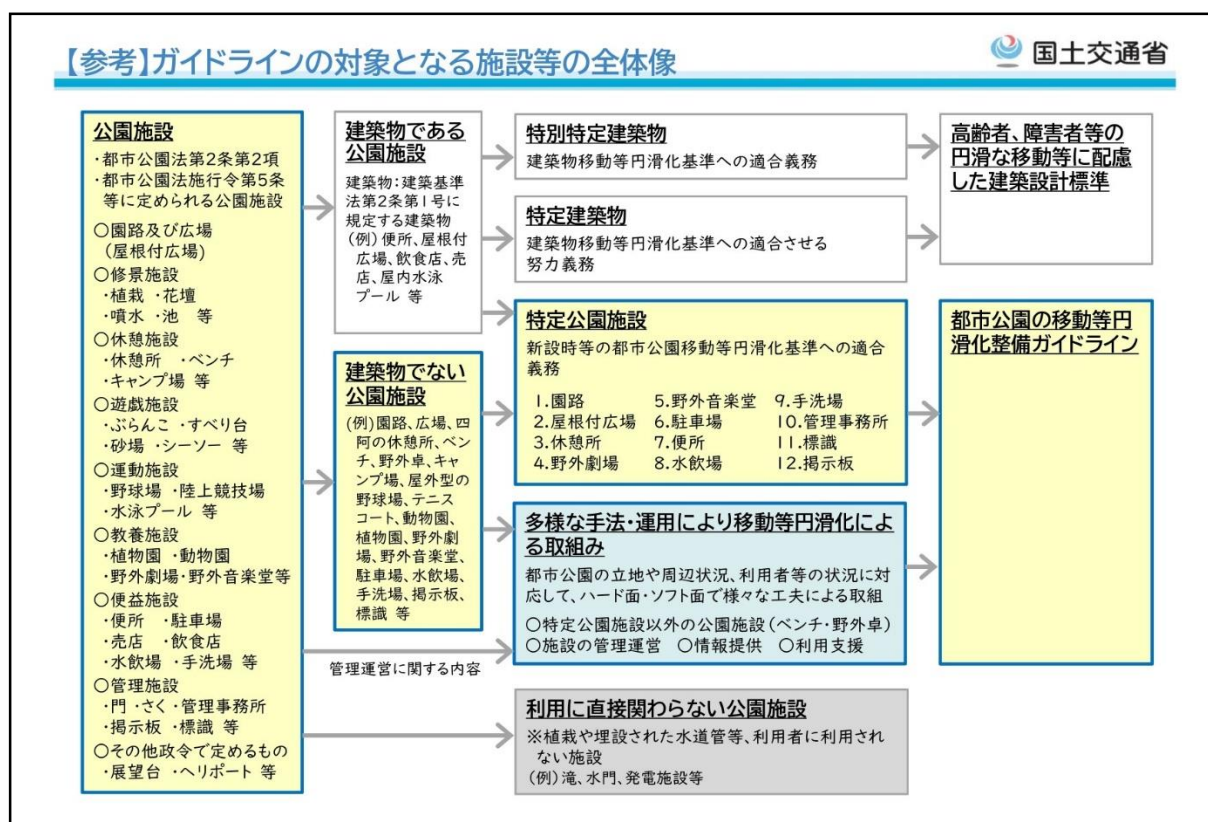 【参考】ガイドラインの対象となる施設等の全体像
国土交通省
公園施設
・都市公園法第2条第2項
・都市公園法施行令第5条
等に定められる公園施設
○園路及び広場
(屋根付広場)
○修景施設
・植栽 ・花壇
・噴水 ・池 等
○休憩施設
・休憩所 ・ベンチ
・キャンプ場 等
○遊戯施設
・ぶらんこ ・すべり台
・砂場 ・シーソー 等
○運動施設
・野球場 ・陸上競技場
・水泳プール 等
○教養施設
・植物園 ・動物園
・野外劇場・野外音楽堂等
○便益施設
・便所 ・駐車場
・売店 ・飲食店
・水飲場 ・手洗場 等
○管理施設
・門 ・さく ・管理事務所
・掲示板 ・標識 等
○その他政令で定めるもの
・展望台 ・ヘリポート 等
建築物である
公園施設
建築物:建築基準
法第2条第1号に
規定する建築物
(例)便所、屋根付
広場、飲食店、売
店、屋内水泳
プール 等
建築物でない
公園施設
(例)園路、広場、四
阿の休憩所、ベン
チ、野外卓、キャ
ンプ場、屋外型の
野球場、テニス
コート、動物園、
植物園、野外劇
場、野外音楽堂、
駐車場、水飲場、
手洗場、掲示板、
標識 等
管理運営に関する内容
特別特定建築物
建築物移動等円滑化基準への適合義務
特定建築物
建築物移動等円滑化基準への適合させる
努力義務
特定公園施設
新設時等の都市公園移動等円滑化基準への適合
義務
1.園路 5.野外音楽堂 9.手洗場
2.屋根付広場 6.駐車場 10.管理事務所
3.休憩所 7.便所 11.標識
4.野外劇場 8.水飲場 12.掲示板
多様な手法・運用により移動等円滑化によ
る取組み
都市公園の立地や周辺状況、利用者等の状況に対
応して、ハード面・ソフト面で様々な工夫による取組
○特定公園施設以外の公園施設(ベンチ・野外卓)
○施設の管理運営 ○情報提供 ○利用支援
利用に直接関わらない公園施設
※植栽や埋設された水道管等、利用者に利用され
ない施設
(例)滝、水門、発電施設等
高齢者、障害者等の
円滑な移動等に配慮
した建築設計標準
都市公園の移動等円
滑化整備ガイドライン